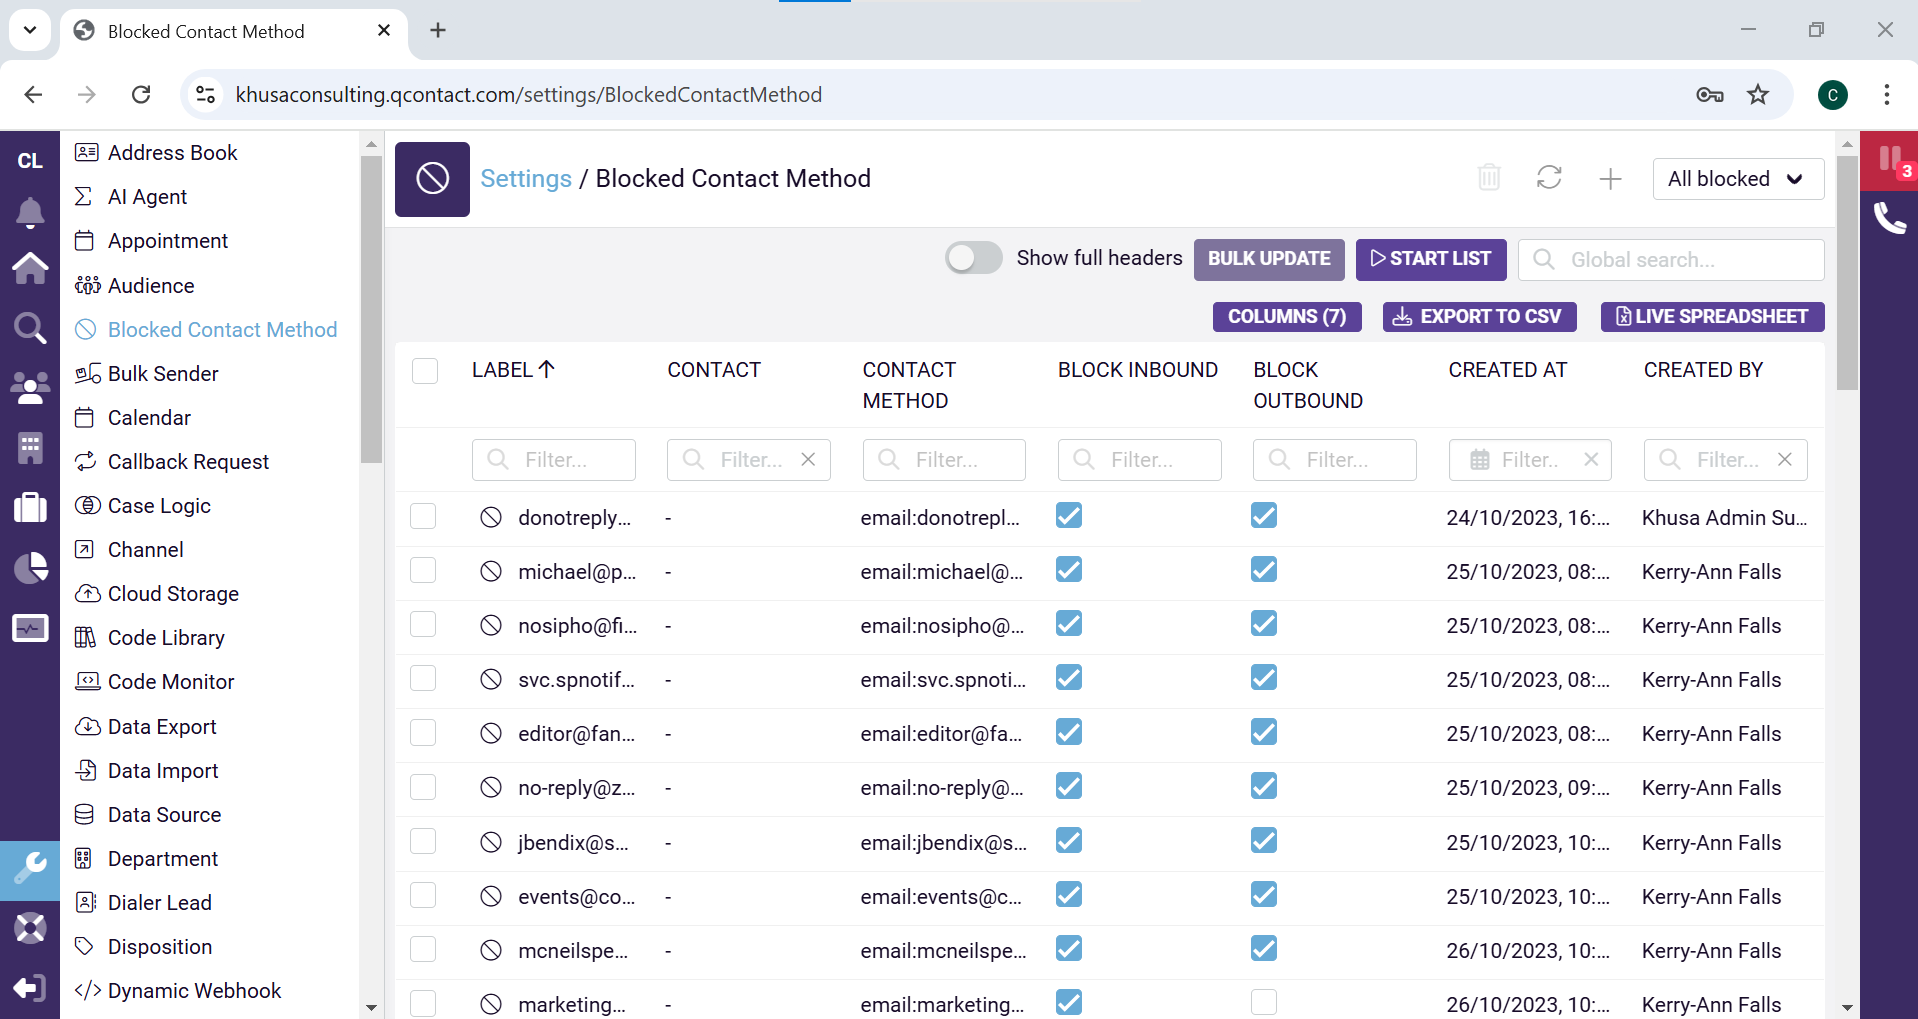 Blocked Contact Method
khusaconsulting.qcontact.com/settings/BlockedContactMethod
C
CL
Address Book
AI Agent
Appointment
Audience
Blocked Contact Method
Bulk Sender
Calendar
Callback Request
Case Logic
Channel
Cloud Storage
Code Library
Code Monitor
Data Export
Data Import
Data Source
Department
Dialer Lead
Disposition
Dynamic Webhook
Settings / Blocked Contact Method
All blocked
3
Show full headers
BULK UPDATE
START LIST
Global search...
COLUMNS (7)
EXPORT TO CSV
LIVE SPREADSHEET
LABEL CONTACT CONTACT METHOD BLOCK INBOUND BLOCK OUTBOUND CREATED AT CREATED BY
Filter... Filter... Filter... Filter... Filter... Filter.. Filter...
donotreply... - email:donotrepl... 24/10/2023, 16:... Khusa Admin Su...
michael@p... - email:michael@... 25/10/2023, 08:... Kerry-Ann Falls
nosipho@fi... - email:nosipho@... 25/10/2023, 08:... Kerry-Ann Falls
svc.spnotif... - email:svc.spnoti... 25/10/2023, 08:... Kerry-Ann Falls
editor@fan... - email:editor@fa... 25/10/2023, 08:... Kerry-Ann Falls
no-reply@z... - email:no-reply@... 25/10/2023, 09:... Kerry-Ann Falls
jbendix@s... - email:jbendix@s... 25/10/2023, 10:... Kerry-Ann Falls
events@co... - email:events@c... 25/10/2023, 10:... Kerry-Ann Falls
mcneilspe... - email:mcneilspe... 26/10/2023, 10:... Kerry-Ann Falls
marketing... - email:marketing... 26/10/2023, 10:... Kerry-Ann Falls